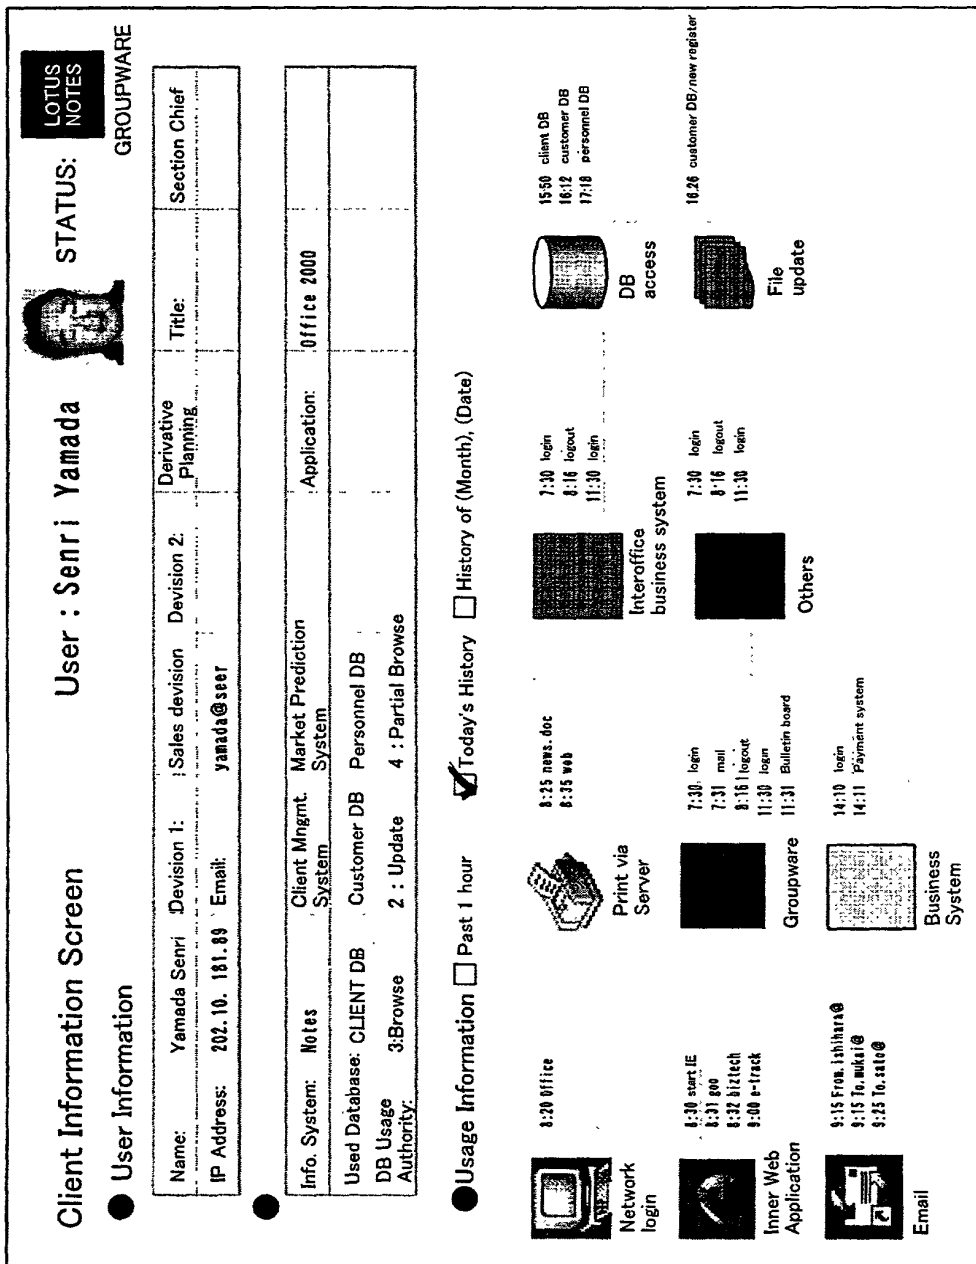 Client Information Screen
User : Senri Yamada
STATUS:
LOTUS
NOTES
GROUPWARE
User Information
Name: Yamada Senri Devision 1: Sales devision Devision 2: Derivative
Planning Title: Section Chief
IP Address: 202.10. 181.89 Email: yamada@seer
Info. System: Notes Client Mngmt.
System Market Prediction
System Application: Office 2000
Used Database: CLIENT DB Customer DB Personnel DB
DB Usage
Authority: 3:Browse 2 : Update 4 : Partial Browse
Usage Information Past 1 hour Today's History History of (Month), (Date)
8:20 Office
Network
login
8:25 news.doc
8:35 web
Print via
Server
7:30 login
8:16 logout
11:30 login
Interoffice
business system
15:50 client DB
16:12 customer DB
17:18 personnel DB
DB
access
8:30 start IE
8:31 goo
8:32 biztech
9:00 e-track
Inner Web
Application
7:30 login
7:31 mail
8:16 logout
11:30 login
11:31 Bulletin board
Groupware
7:30 login
8:16 logout
11:30 login
Others
16.26 customer DB/new register
File
update
9:15 From.ishihara@
9:15 To.mukai@
9:25 To.sato@
Email
14:10 login
14:11 Payment system
Business
System